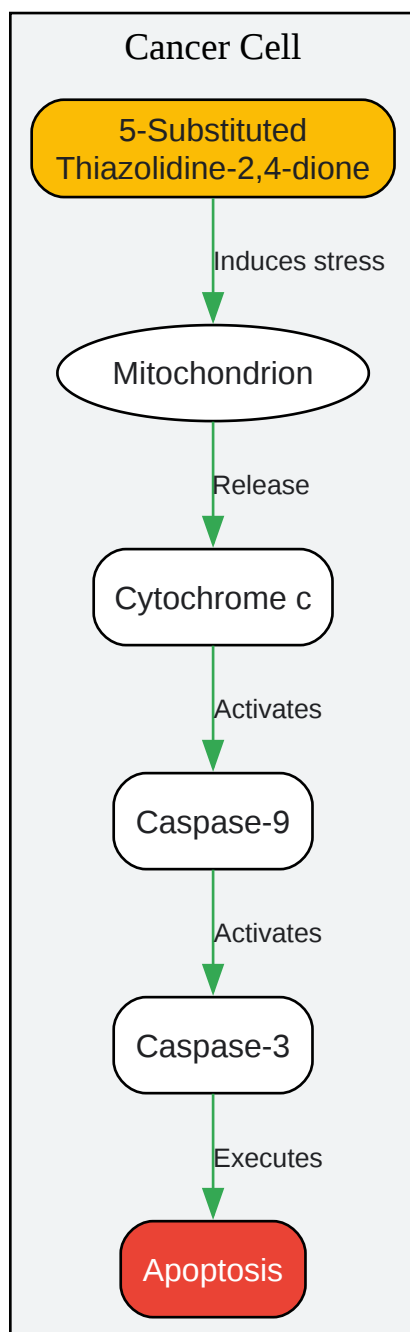 Cancer Cell
5-Substituted
Thiazolidine-2,4-dione
Induces stress
Mitochondrion
Release
Cytochrome c
Activates
Caspase-9
Activates
Caspase-3
Executes
Apoptosis